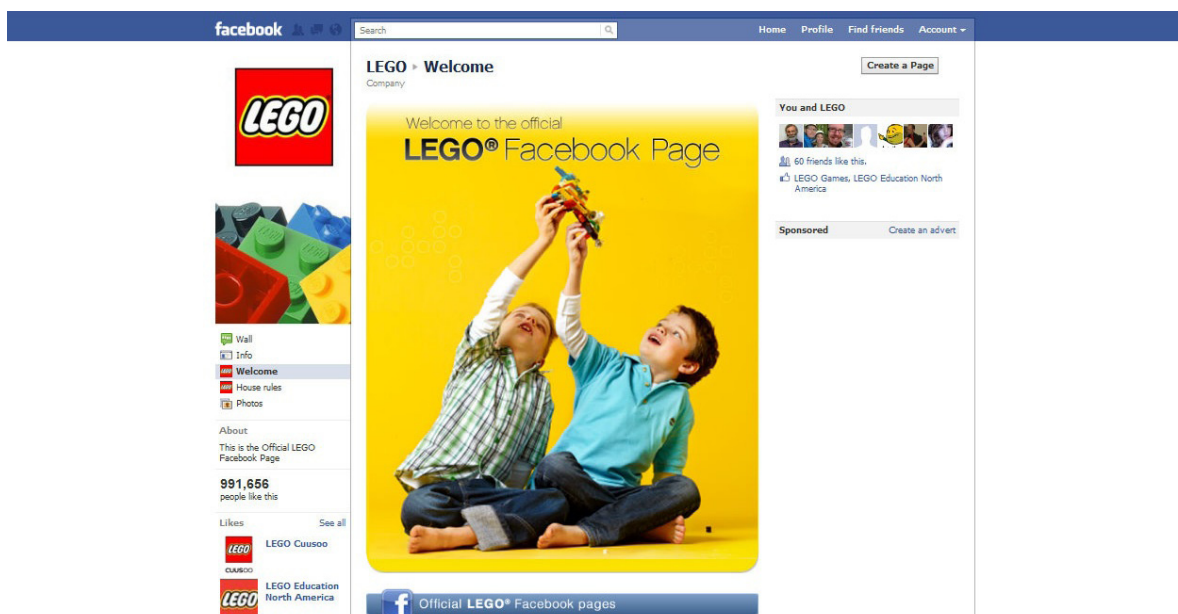 facebook
Search
Home Profile Find friends Account
LEGO
LEGO ▸ Welcome
Company
Create a Page
Welcome to the official
LEGO® Facebook Page
You and LEGO
60 friends like this.
LEGO Games, LEGO Education North
America
Sponsored Create an advert
Wall
Info
Welcome
House rules
Photos
About
This is the Official LEGO
Facebook Page
991,656
people like this
Likes See all
LEGO
CUUSOO
LEGO Cuusoo
LEGO
LEGO Education
North America
Official LEGO® Facebook pages